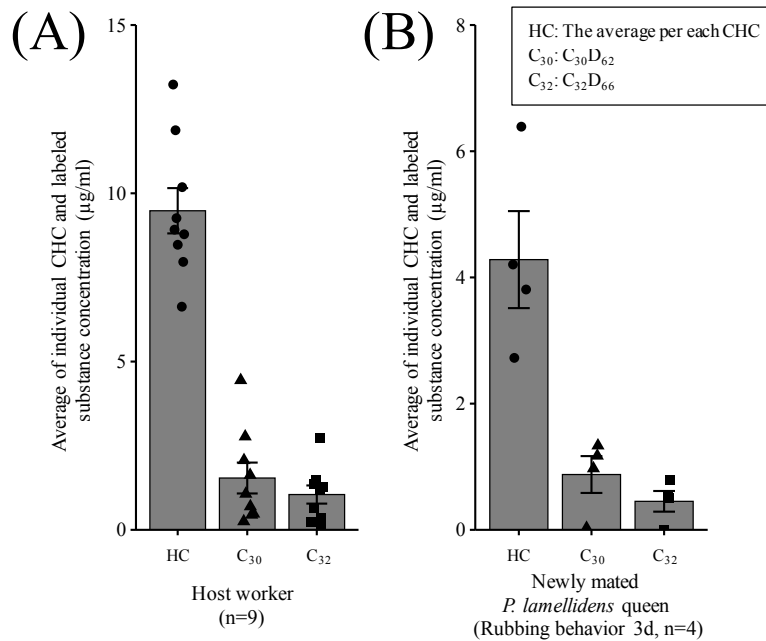 (A)
Average of individual CHC and labeled
substance concentration (µg/ml)
15
10
5
0
HC
C₃₀
C₃₂
Host worker
(n=9)
(B)
HC: The average per each CHC
C₃₀: C₃₀D₆₂
C₃₂: C₃₂D₆₆
Average of individual CHC and labeled
substance concentration (µg/ml)
8
6
4
2
0
HC
C₃₀
C₃₂
Newly mated
P. lamellidens queen
(Rubbing behavior 3d, n=4)